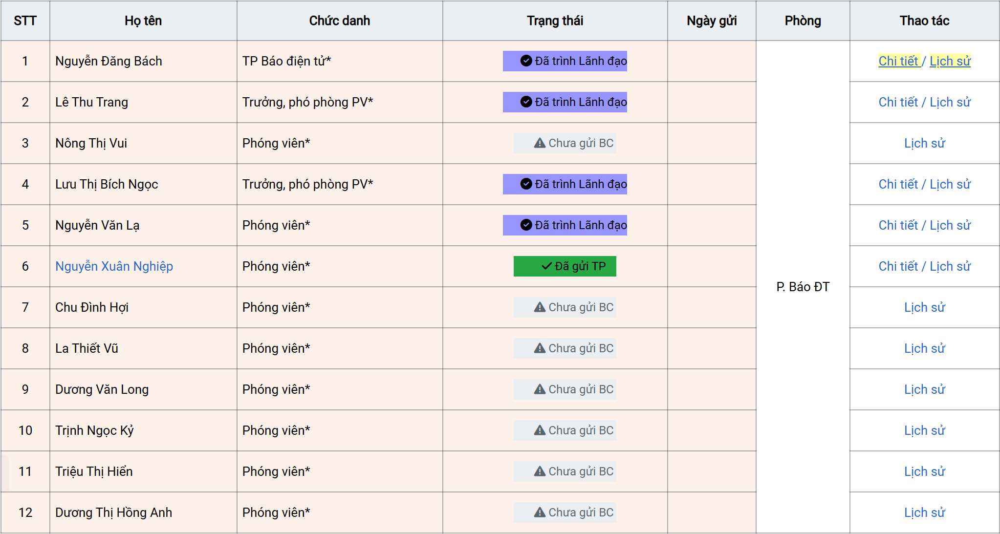 STT Họ tên Chức danh Trạng thái Ngày gửi Phòng Thao tác
1 Nguyễn Đăng Bách TP Báo điện tử* Đã trình Lãnh đạo Chi tiết / Lịch sử
2 Lê Thu Trang Trưởng, phó phòng PV* Đã trình Lãnh đạo Chi tiết / Lịch sử
3 Nông Thị Vui Phóng viên* Chưa gửi BC Lịch sử
4 Lưu Thị Bích Ngọc Trưởng, phó phòng PV* Đã trình Lãnh đạo Chi tiết / Lịch sử
5 Nguyễn Văn Lạ Phóng viên* Đã trình Lãnh đạo Chi tiết / Lịch sử
6 Nguyễn Xuân Nghiệp Phóng viên* Đã gửi TP Chi tiết / Lịch sử
P. Báo ĐT
7 Chu Đình Hợi Phóng viên* Chưa gửi BC Lịch sử
8 La Thiết Vũ Phóng viên* Chưa gửi BC Lịch sử
9 Dương Văn Long Phóng viên* Chưa gửi BC Lịch sử
10 Trịnh Ngọc Kỷ Phóng viên* Chưa gửi BC Lịch sử
11 Triệu Thị Hiển Phóng viên* Chưa gửi BC Lịch sử
12 Dương Thị Hồng Anh Phóng viên* Chưa gửi BC Lịch sử